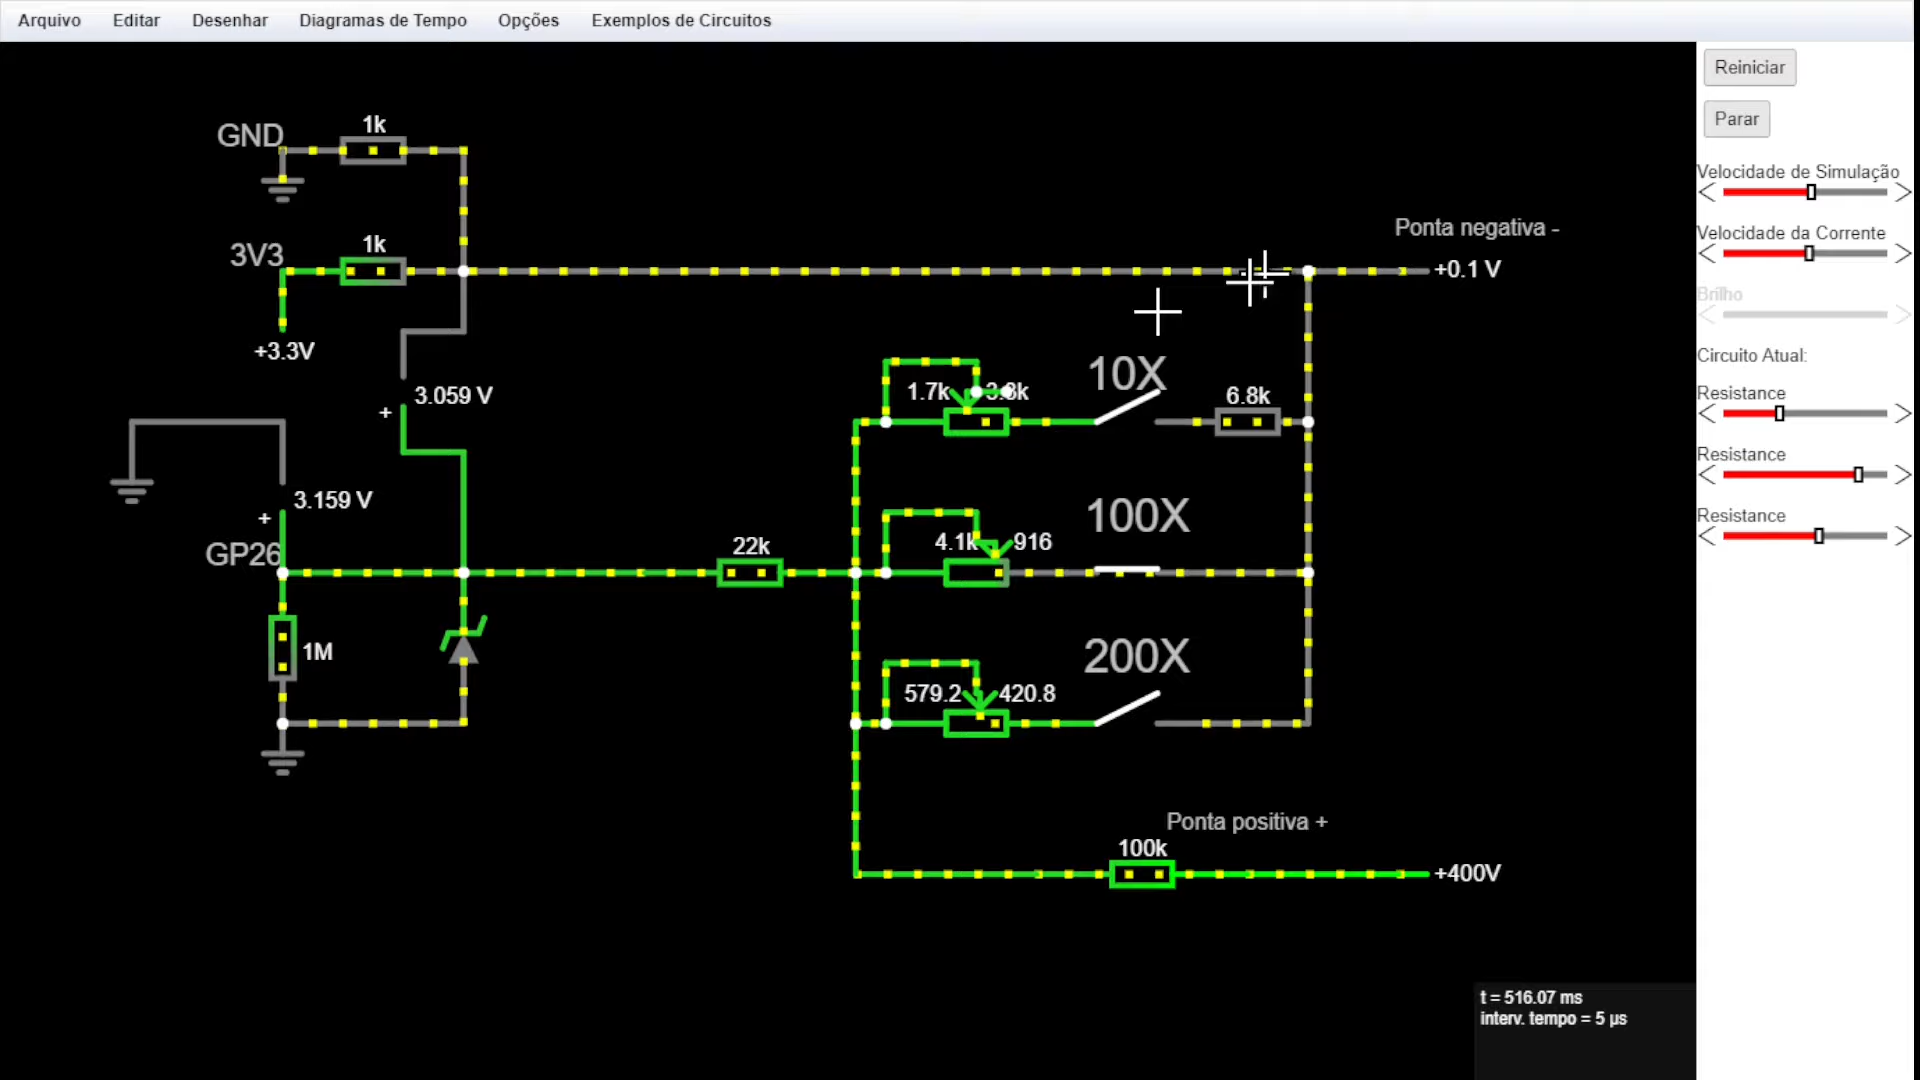 Arquivo Editar Desenhar Diagramas de Tempo Opções Exemplos de Circuitos
Reiniciar
Parar
Velocidade de Simulação
Velocidade da Corrente
Brilho
Circuito Atual:
Resistance
Resistance
Resistance
GND
1k
3V3
1k
+3.3V
Ponta negativa -
+0.1 V
3.059 V
+
1.7k 3.3k
10X
6.8k
3.159 V
+
GP26
22k
4.1k 916
100X
1M
579.2 420.8
200X
Ponta positiva +
100k
+400V
t = 516.07 ms
interv. tempo = 5 µs